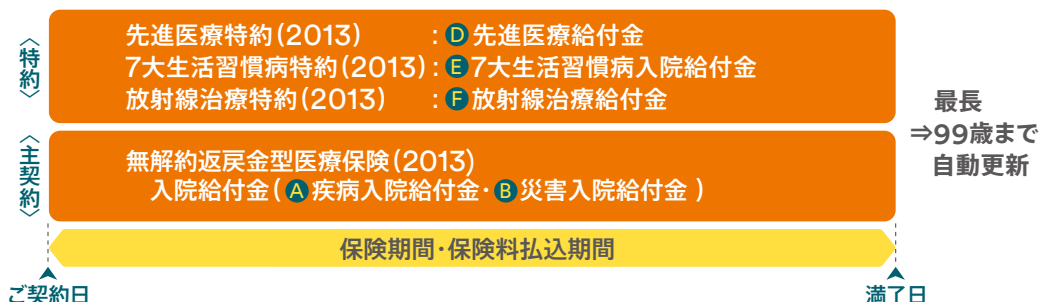 〈特約〉
先進医療特約(2013) : D 先進医療給付金
7大生活習慣病特約(2013) : E 7大生活習慣病入院給付金
放射線治療特約(2013) : F 放射線治療給付金
〈主契約〉
無解約返戻金型医療保険(2013)
入院給付金( A 疾病入院給付金・ B 災害入院給付金 )
最長
⇒99歳まで
自動更新
保険期間・保険料払込期間
ご契約日
満了日